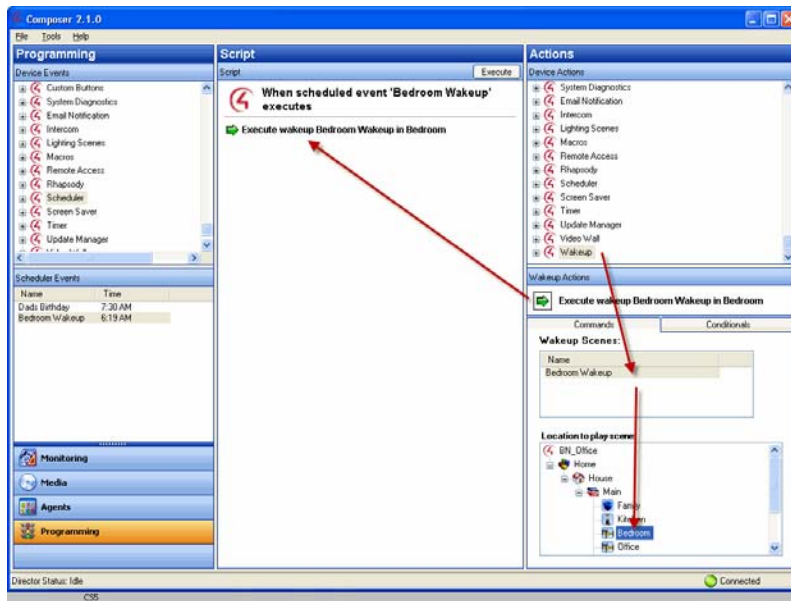 Composer 2.1.0
File Tools Help
Programming
Device Events
Custom Buttons
System Diagnostics
Email Notification
Intercom
Lighting Scenes
Macros
Remote Access
Rhapsody
Scheduler
Screen Saver
Timer
Update Manager
Scheduler Events
Name Time
Dads Birthday 7:30 AM
Bedroom Wakeup 6:19 AM
Monitoring
Media
Agents
Programming
Script
Script Execute
When scheduled event 'Bedroom Wakeup'
executes
Execute wakeup Bedroom Wakeup in Bedroom
Actions
Device Actions
System Diagnostics
Email Notification
Intercom
Lighting Scenes
Macros
Remote Access
Rhapsody
Scheduler
Screen Saver
Timer
Update Manager
Video Wall
Wakeup
Wakeup Actions
Execute wakeup Bedroom Wakeup in Bedroom
Commands Conditionals
Wakeup Scenes:
Name
Bedroom Wakeup
Location to play scene
BN_Office
Home
House
Main
Family
Kitchen
Bedroom
Office
Director Status: Idle
Connected
CS5